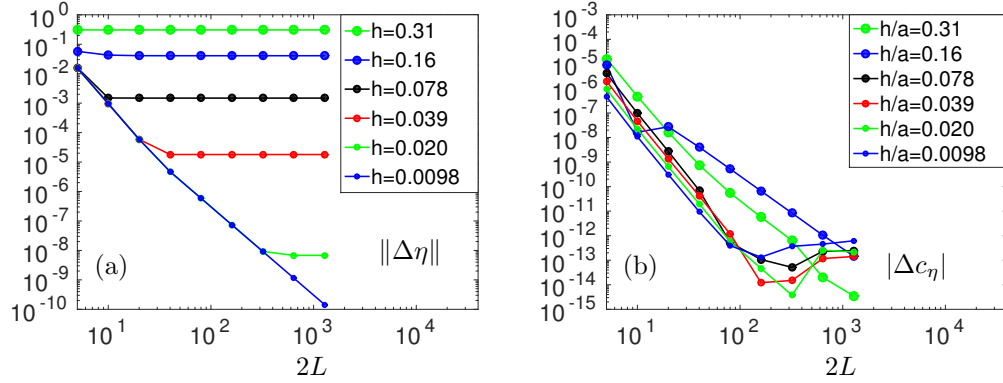 10^0
10^-1
10^-2
10^-3
10^-4
10^-5
10^-6
10^-7
10^-8
10^-9
10^-10
10^1
10^2
10^3
10^4
2L
(a)
‖Δη‖
h=0.31
h=0.16
h=0.078
h=0.039
h=0.020
h=0.0098
10^-3
10^-4
10^-5
10^-6
10^-7
10^-8
10^-9
10^-10
10^-11
10^-12
10^-13
10^-14
10^-15
10^0
10^1
10^2
10^3
10^4
2L
(b)
|Δc_η|
h/a=0.31
h/a=0.16
h/a=0.078
h/a=0.039
h/a=0.020
h/a=0.0098